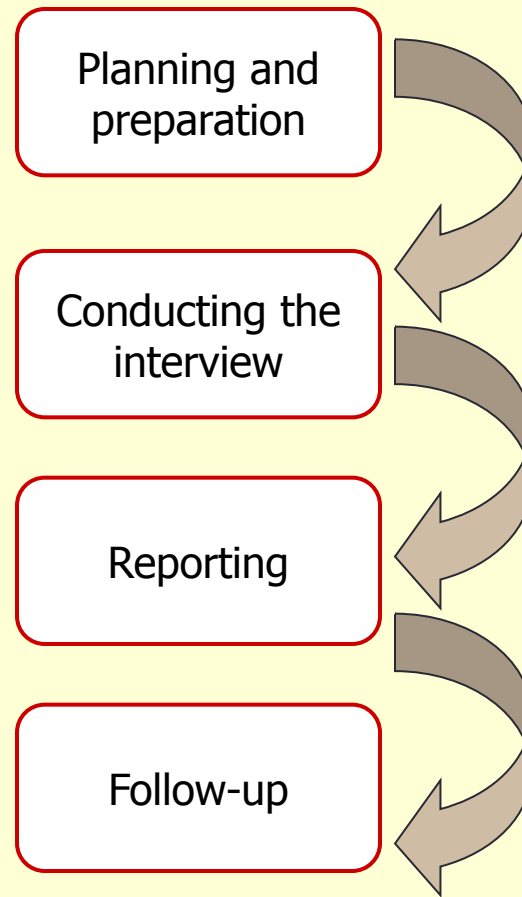 Planning and
preparation
Conducting the
interview
Reporting
Follow-up